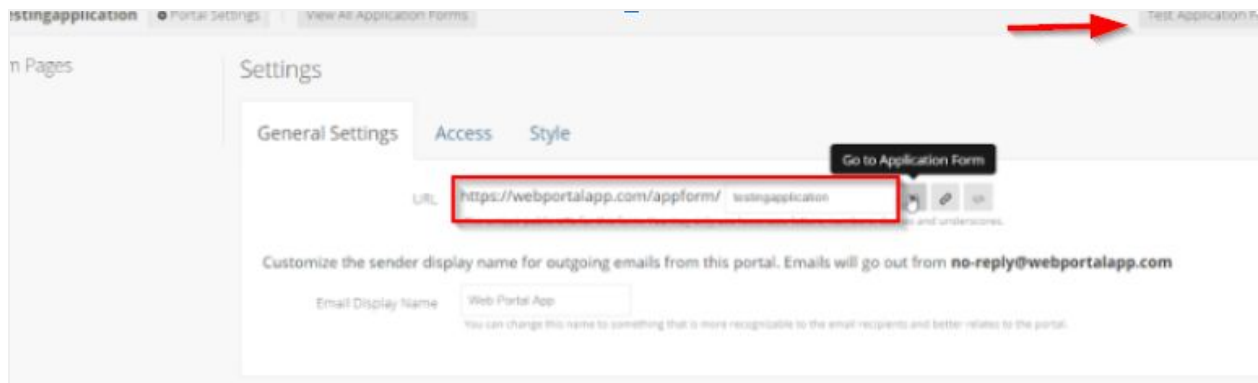 stingapplication Portal Settings View All Application Forms Test Application F
n Pages
Settings
General Settings Access Style
Go to Application Form
URL https://webportalapp.com/appform/ testingapplication
and underscores.
Customize the sender display name for outgoing emails from this portal. Emails will go out from no-reply@webportalapp.com
Email Display Name Web Portal App
You can change this name to something that is more recognizable to the email recipients and better relates to the portal.